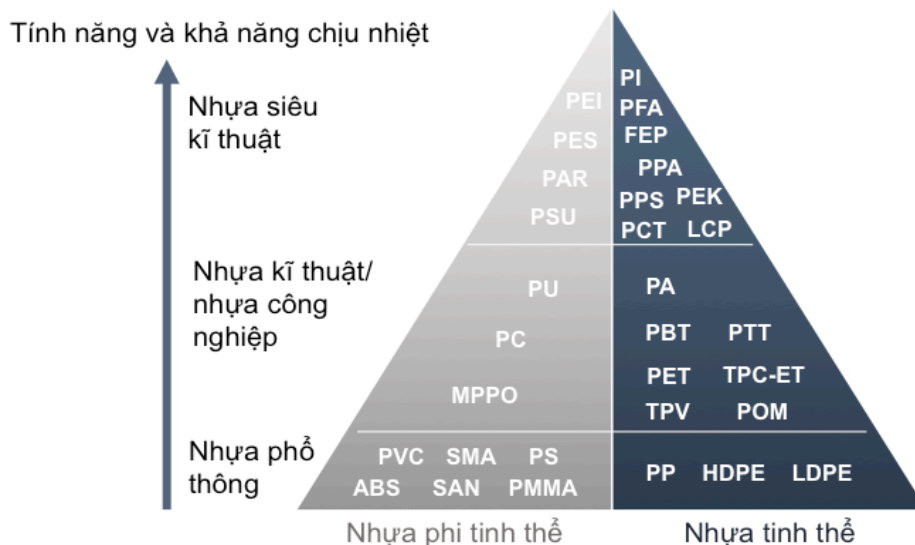 Tính năng và khả năng chịu nhiệt
Nhựa siêu
kĩ thuật
PEI
PES
PAR
PSU
PI
PFA
FEP
PPA
PPS PEK
PCT LCP
Nhựa kĩ thuật/
nhựa công
nghiệp
PU
PC
MPPO
PA
PBT PTT
PET TPC-ET
TPV POM
Nhựa phổ
thông
PVC SMA PS
ABS SAN PMMA
PP HDPE LDPE
Nhựa phi tinh thể
Nhựa tinh thể